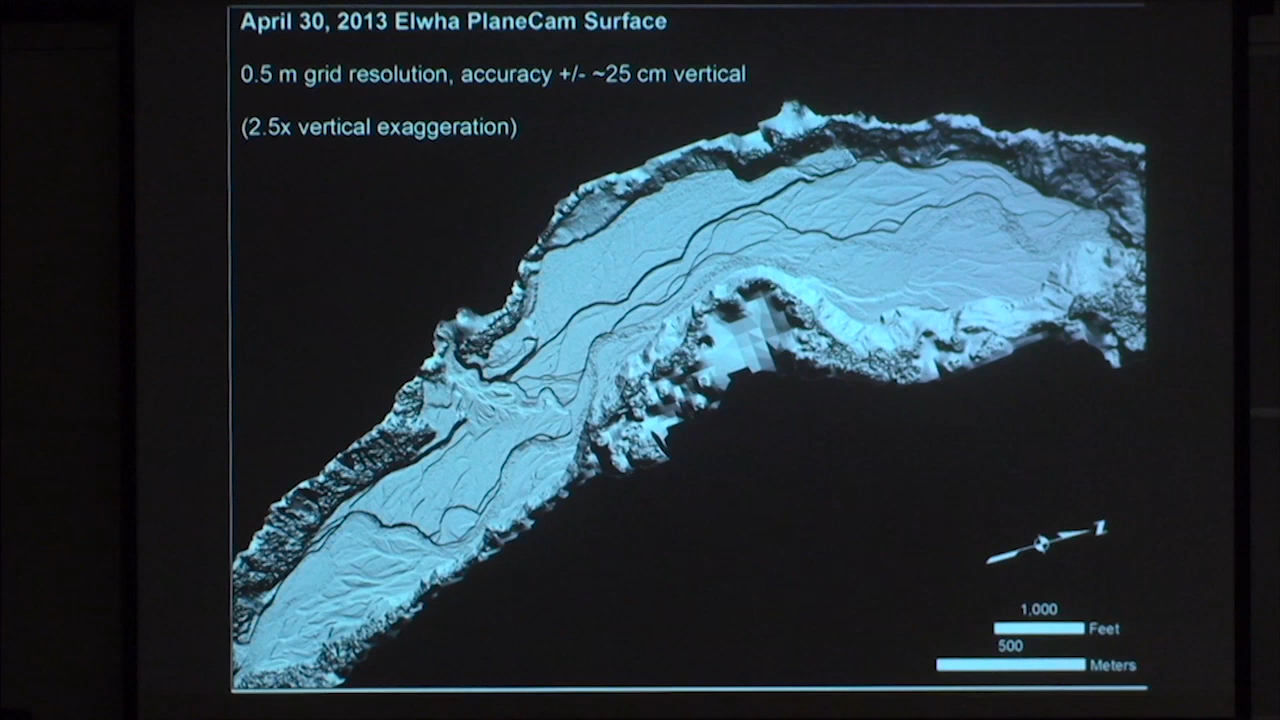 April 30, 2013 Elwha PlaneCam Surface
0.5 m grid resolution, accuracy +/- ~25 cm vertical
(2.5x vertical exaggeration)
Z
1,000
Feet
500
Meters